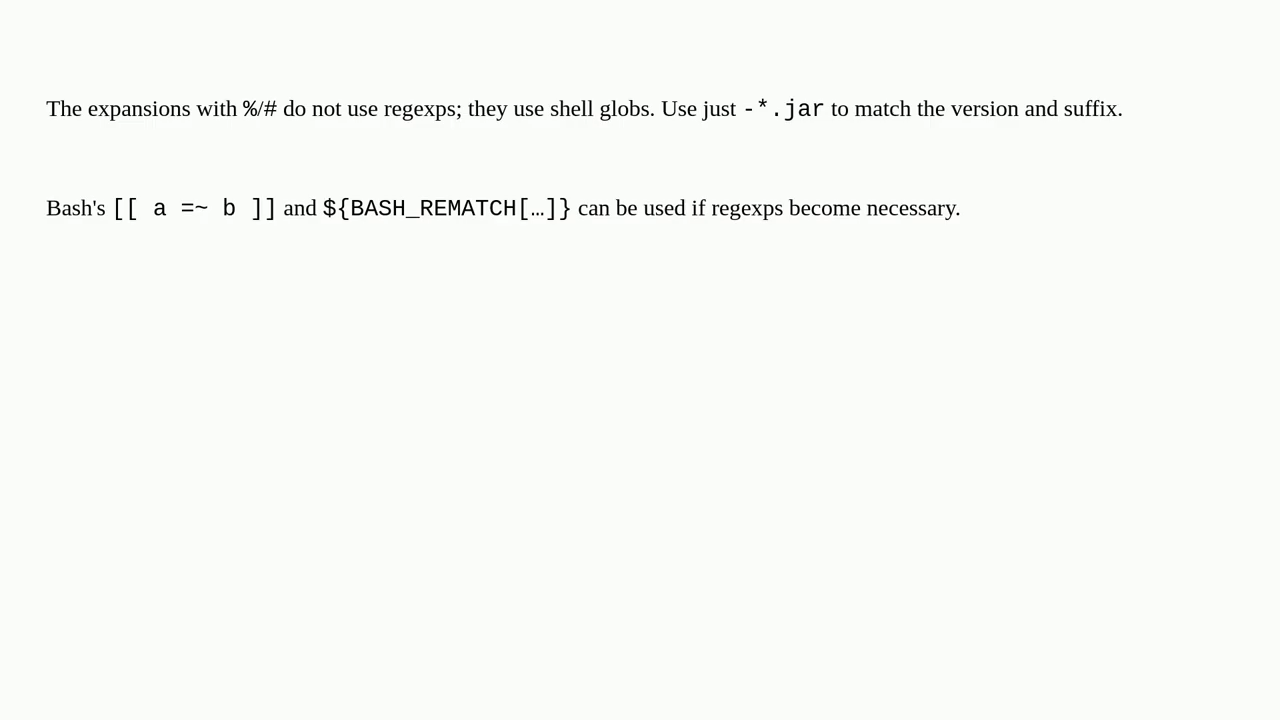 The expansions with %/# do not use regexps; they use shell globs. Use just -*.jar to match the version and suffix.
Bash's [[ a =~ b ]] and ${BASH_REMATCH[…]} can be used if regexps become necessary.